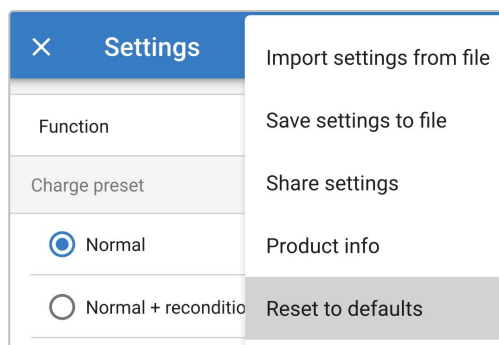 Settings
Import settings from file
Function
Save settings to file
Charge preset
Share settings
Normal
Product info
Normal + reconditio
Reset to defaults